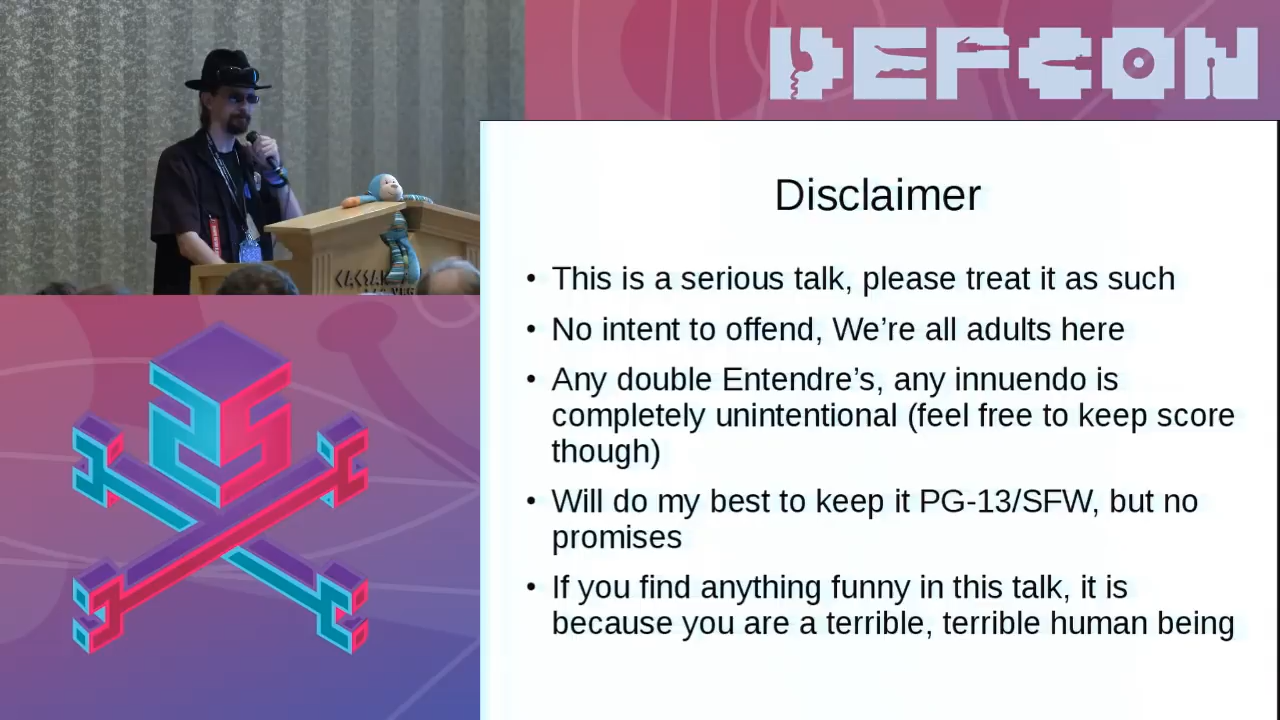 DEFCON
Disclaimer
• This is a serious talk, please treat it as such
• No intent to offend, We’re all adults here
• Any double Entendre’s, any innuendo is
completely unintentional (feel free to keep score
though)
• Will do my best to keep it PG-13/SFW, but no
promises
• If you find anything funny in this talk, it is
because you are a terrible, terrible human being
25